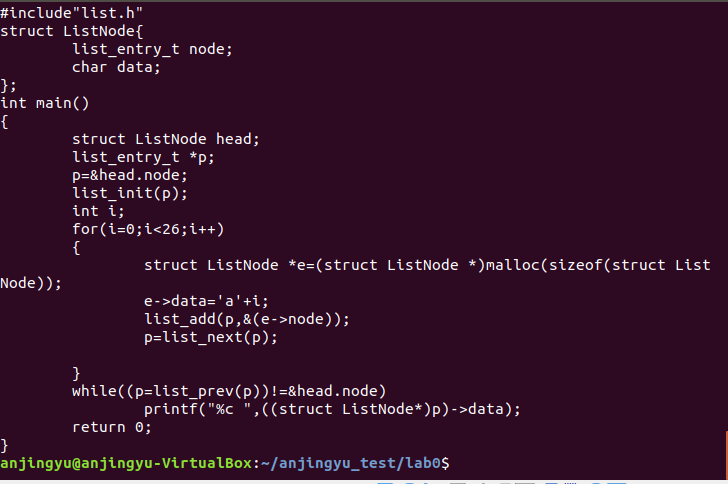 #include"list.h"
struct ListNode{
        list_entry_t node;
        char data;
};
int main()
{
        struct ListNode head;
        list_entry_t *p;
        p=&head.node;
        list_init(p);
        int i;
        for(i=0;i<26;i++)
        {
                struct ListNode *e=(struct ListNode *)malloc(sizeof(struct List
Node));
                e->data='a'+i;
                list_add(p,&(e->node));
                p=list_next(p);

        }
        while((p=list_prev(p))!=&head.node)
                printf("%c ",((struct ListNode*)p)->data);
        return 0;
}
anjingyu@anjingyu-VirtualBox:~/anjingyu_test/lab0$